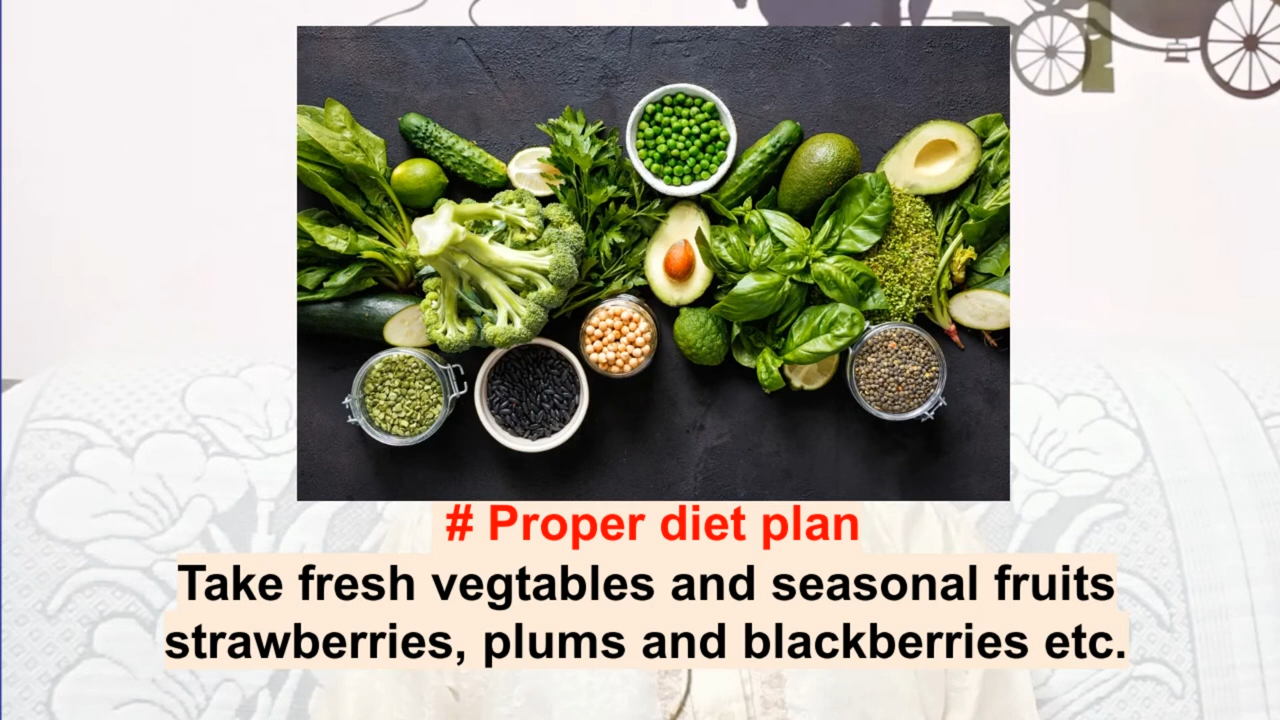 # Proper diet plan
Take fresh vegtables and seasonal fruits
strawberries, plums and blackberries etc.